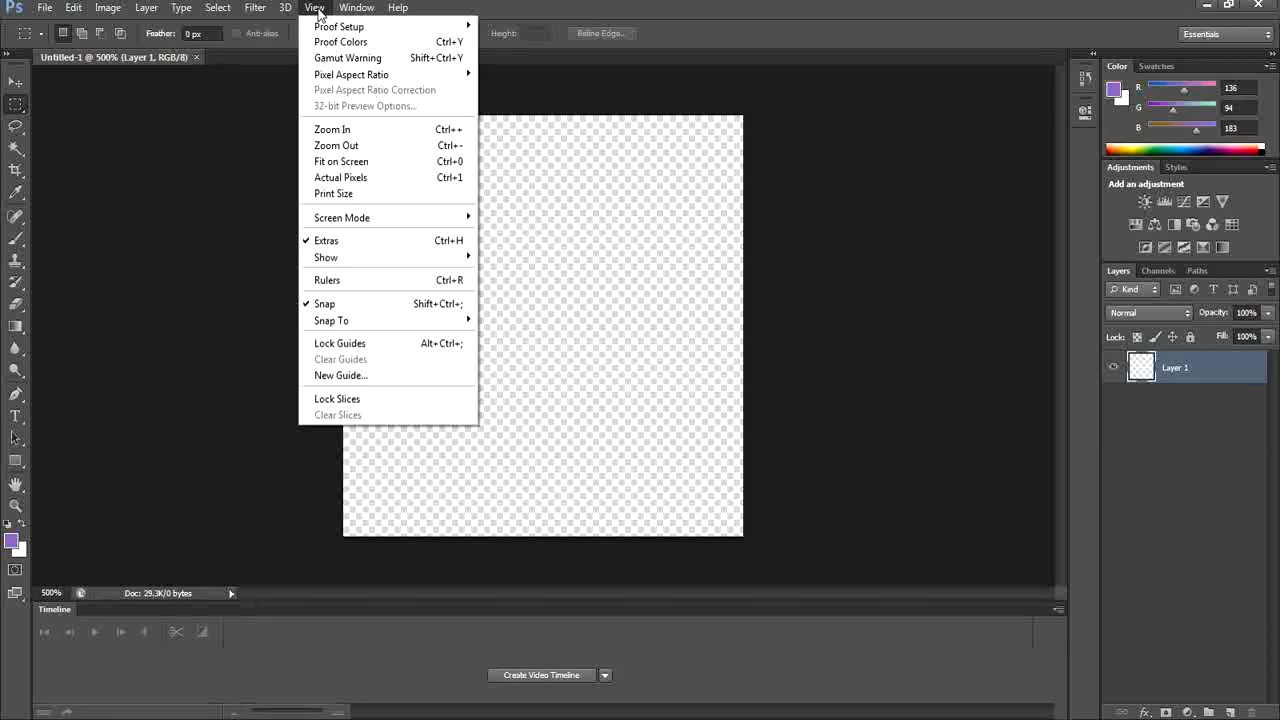 Ps File Edit Image Layer Type Select Filter 3D View Window Help
Feather: 0 px Anti-alias Height: Refine Edge... Essentials
Untitled-1 @ 500% (Layer 1, RGB/8) ×
Proof Setup
Proof Colors Ctrl+Y
Gamut Warning Shift+Ctrl+Y
Pixel Aspect Ratio
Pixel Aspect Ratio Correction
32-bit Preview Options...
Zoom In Ctrl++
Zoom Out Ctrl+-
Fit on Screen Ctrl+0
Actual Pixels Ctrl+1
Print Size
Screen Mode
Extras Ctrl+H
Show
Rulers Ctrl+R
Snap Shift+Ctrl+;
Snap To
Lock Guides Alt+Ctrl+;
Clear Guides
New Guide...
Lock Slices
Clear Slices
Color Swatches
R 136
G 94
B 183
Adjustments Styles
Add an adjustment
Layers Channels Paths
Kind
Normal Opacity: 100%
Lock: Fill: 100%
Layer 1
500% Doc: 29.3K/0 bytes
Timeline
Create Video Timeline